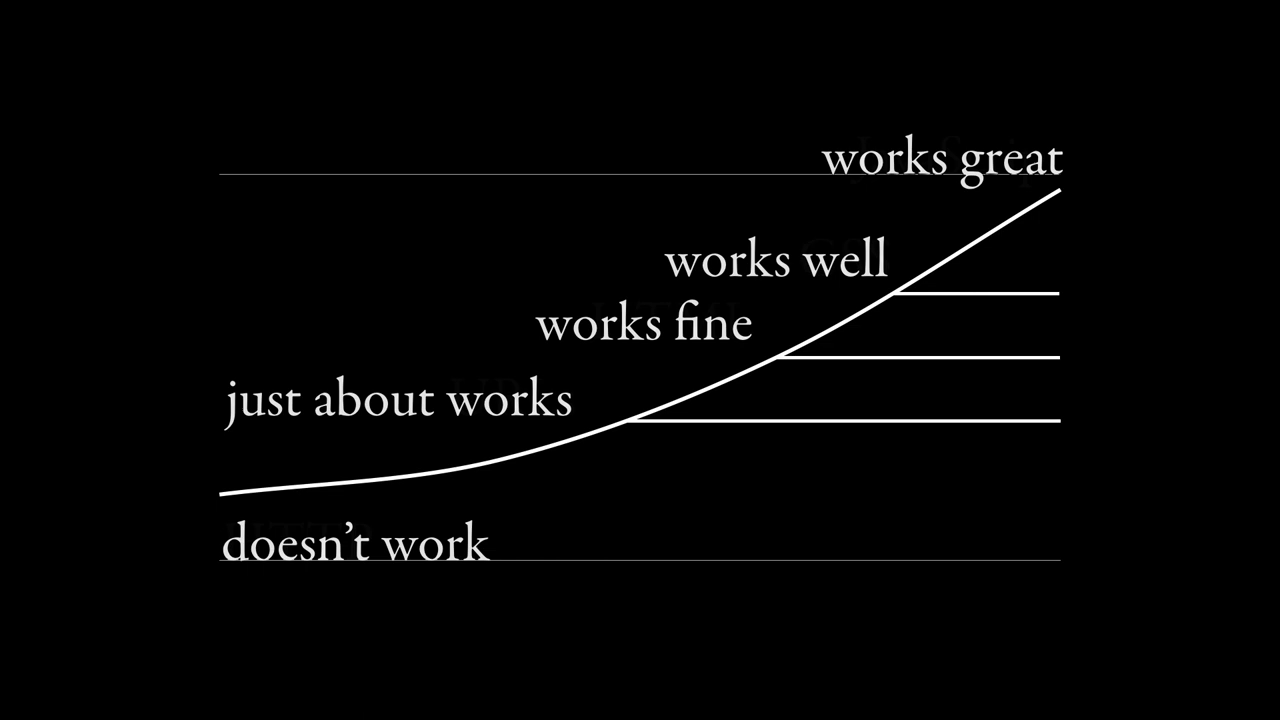 works great
works well
works fine
just about works
doesn’t work